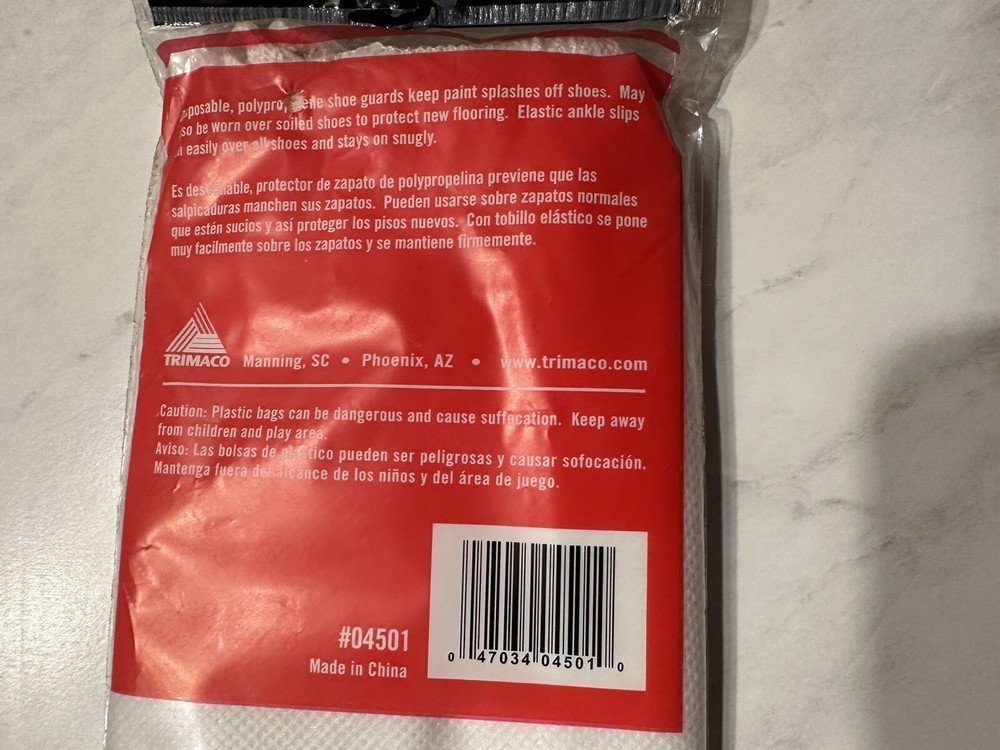 shoe guards keep paint splashes off shoes. May
be worn over soiled shoes to protect new flooring. Elastic ankle slips
easily over all shoes and stays on snugly.
Es protector de zapato de polypropelina previene que las
salpicaduras manchen sus zapatos. Pueden usarse sobre zapatos normales
que estén sucios y así proteger los pisos nuevos. Con tobillo elástico se pone
muy facilmente sobre los zapatos y se mantiene firmemente.
TRIMACO Manning, SC • Phoenix, AZ • www.trimaco.com
Caution: Plastic bags can be dangerous and cause suffocation. Keep away
from children and play area.
Aviso: Las bolsas de plástico pueden ser peligrosas y causar sofocación.
Mantenga fuera del alcance de los niños y del área de juego.
#04501
Made in China
0 47034 04501 0